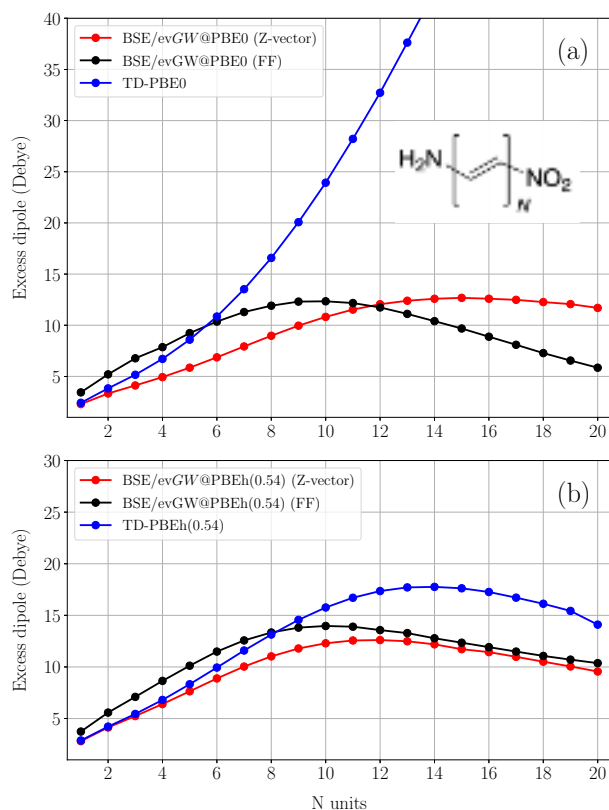 40
35
30
25
20
15
10
5
Excess dipole (Debye)
BSE/evGW@PBE0 (Z-vector)
BSE/evGW@PBE0 (FF)
TD-PBE0
(a)
H₂N
NO₂
N
2 4 6 8 10 12 14 16 18 20
30
25
20
15
10
5
Excess dipole (Debye)
BSE/evGW@PBEh(0.54) (Z-vector)
BSE/evGW@PBEh(0.54) (FF)
TD-PBEh(0.54)
(b)
2 4 6 8 10 12 14 16 18 20
N units